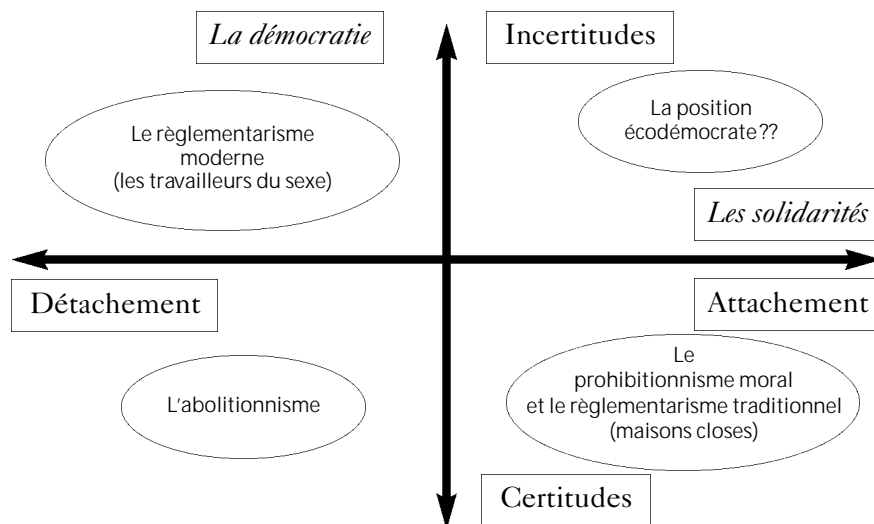 La démocratie
Incertitudes
Le règlementarisme
moderne
(les travailleurs du sexe)
La position
écodémocrate ??
Les solidarités
Détachement
Attachement
L'abolitionnisme
Le
prohibitionnisme moral
et le règlementarisme traditionnel
(maisons closes)
Certitudes